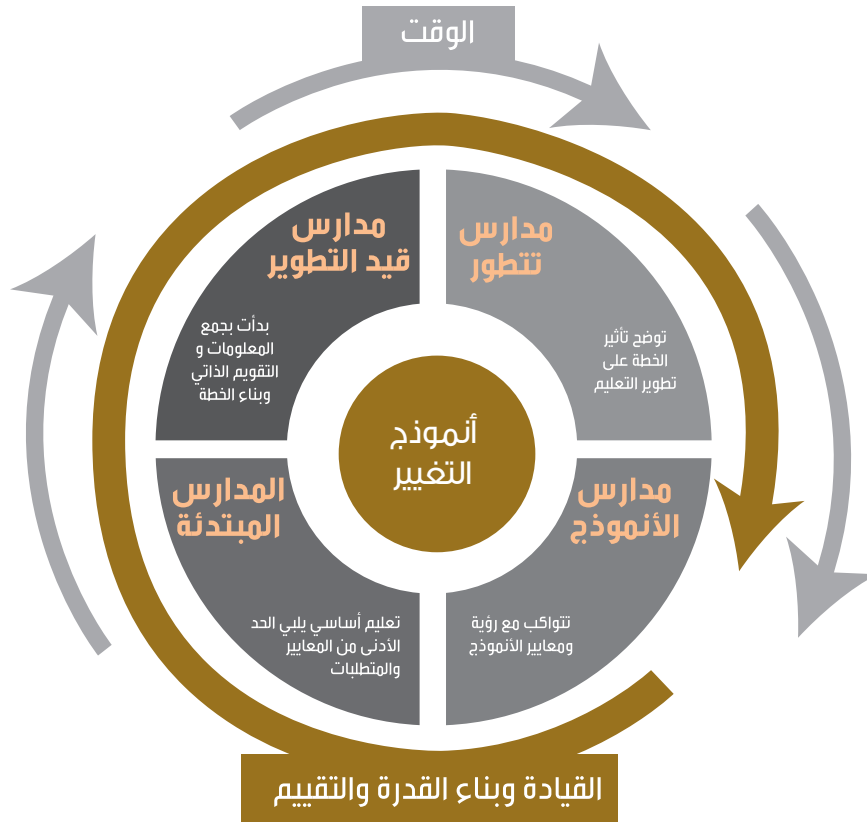 الوقت
مدارس
تتطور
توضح تأثير
الخطة على
تطوير التعليم
مدارس
قيد التطوير
بدأت بجمع
المعلومات و
التقويم الذاتي
وبناء الخطة
أنموذج
التغيير
مدارس
الأنموذج
تتواكب مع رؤية
ومعايير الأنموذج
المدارس
المبتدئة
تعليم أساسي يلبي الحد
الأدنى من المعايير
والمتطلبات
القيادة وبناء القدرة والتقييم